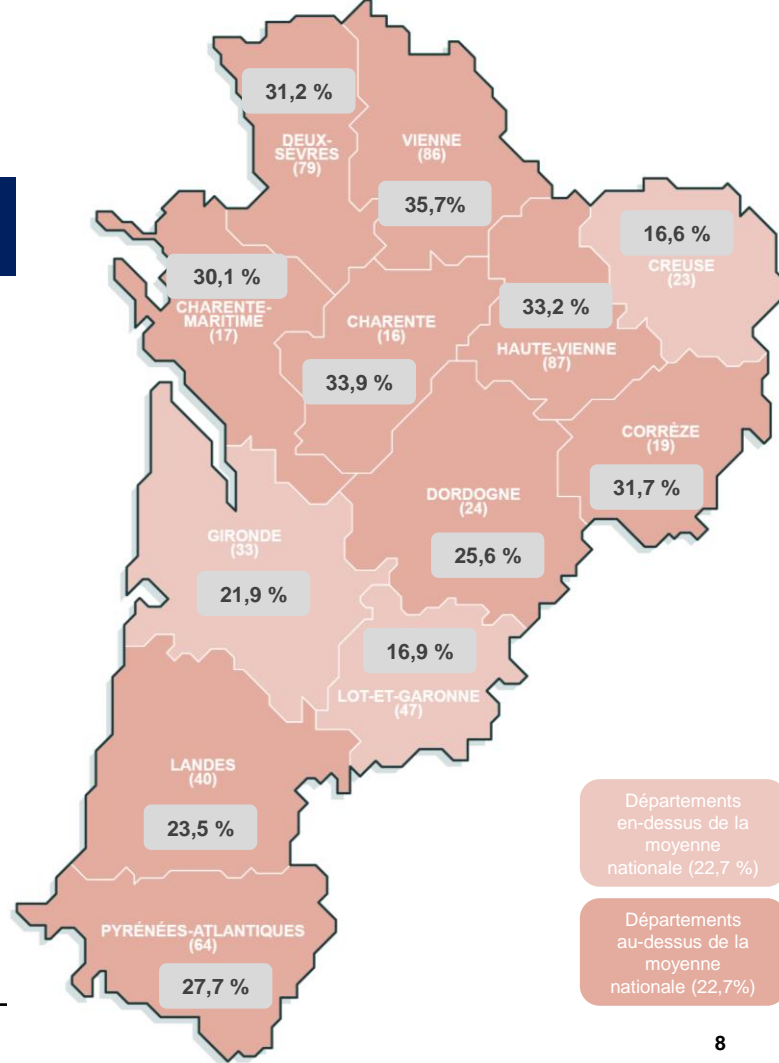 31,2 %
DEUX-
SÈVRES
(79)
VIENNE
(86)
35,7%
16,6 %
CREUSE
(23)
30,1 %
CHARENTE-
MARITIME
(17)
CHARENTE
(16)
33,9 %
33,2 %
HAUTE-VIENNE
(87)
CORRÈZE
(19)
31,7 %
DORDOGNE
(24)
25,6 %
GIRONDE
(33)
21,9 %
16,9 %
LOT-ET-GARONNE
(47)
LANDES
(40)
23,5 %
PYRÉNÉES-ATLANTIQUES
(64)
27,7 %
Départements
en-dessus de la
moyenne
nationale (22,7 %)
Départements
au-dessus de la
moyenne
nationale (22,7%)
8